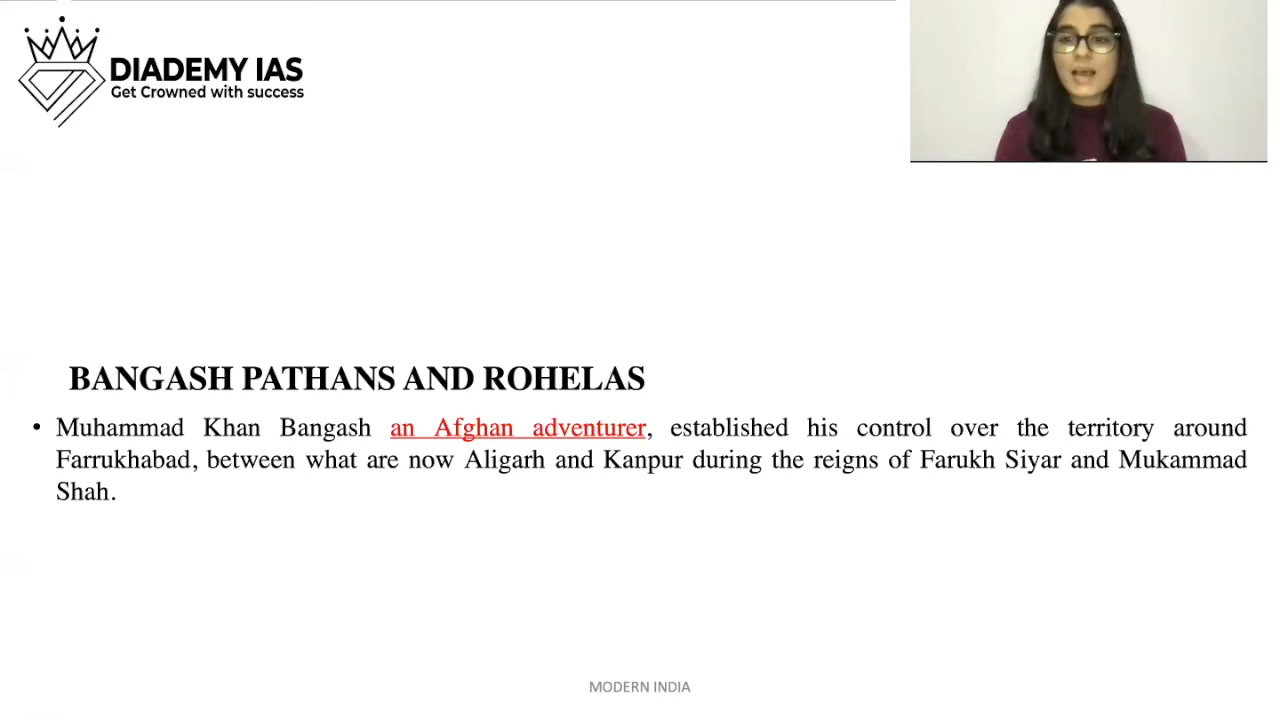 DIADEMY IAS
Get Crowned with success
BANGASH PATHANS AND ROHELAS
• Muhammad Khan Bangash an Afghan adventurer, established his control over the territory around
Farrukhabad, between what are now Aligarh and Kanpur during the reigns of Farukh Siyar and Mukammad
Shah.
MODERN INDIA